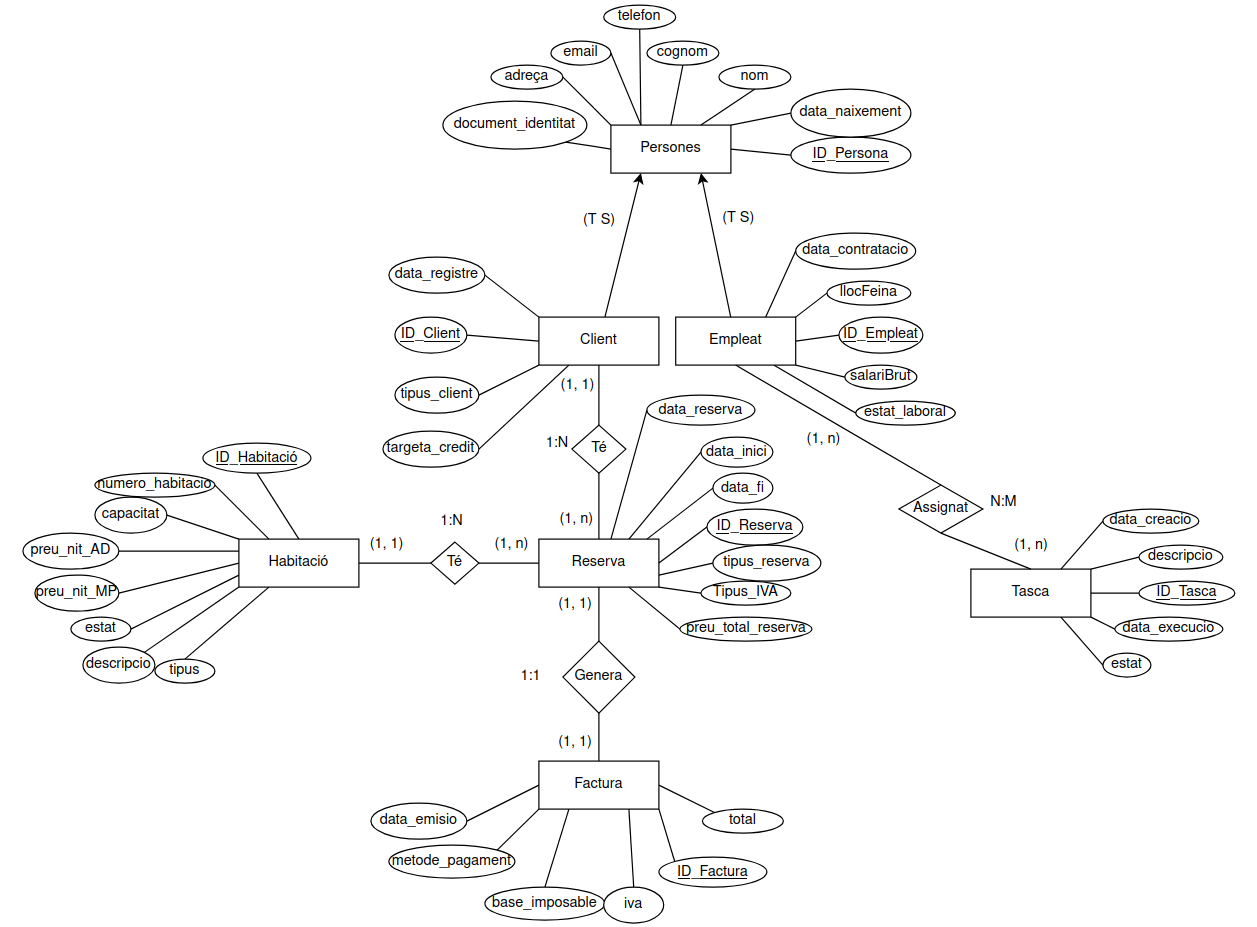 telefon
email
cognom
adreça
nom
document_identitat
data_naixement
Persones
ID_Persona
(T S)
(T S)
data_contratacio
data_registre
llocFeina
ID_Client
Client
Empleat
ID_Empleat
salariBrut
(1, 1)
tipus_client
data_reserva
estat_laboral
targeta_credit
1:N
Té
(1, n)
data_inici
ID_Habitació
numero_habitacio
data_fi
capacitat
1:N
(1, n)
ID_Reserva
Assignat
N:M
data_creacio
preu_nit_AD
(1, 1)
(1, n)
(1, n)
Habitació
Té
Reserva
tipus_reserva
descripcio
preu_nit_MP
(1, 1)
Tipus_IVA
Tasca
ID_Tasca
estat
preu_total_reserva
data_execucio
descripcio
tipus
estat
1:1
Genera
(1, 1)
Factura
data_emisio
total
metode_pagament
ID_Factura
base_imposable
iva